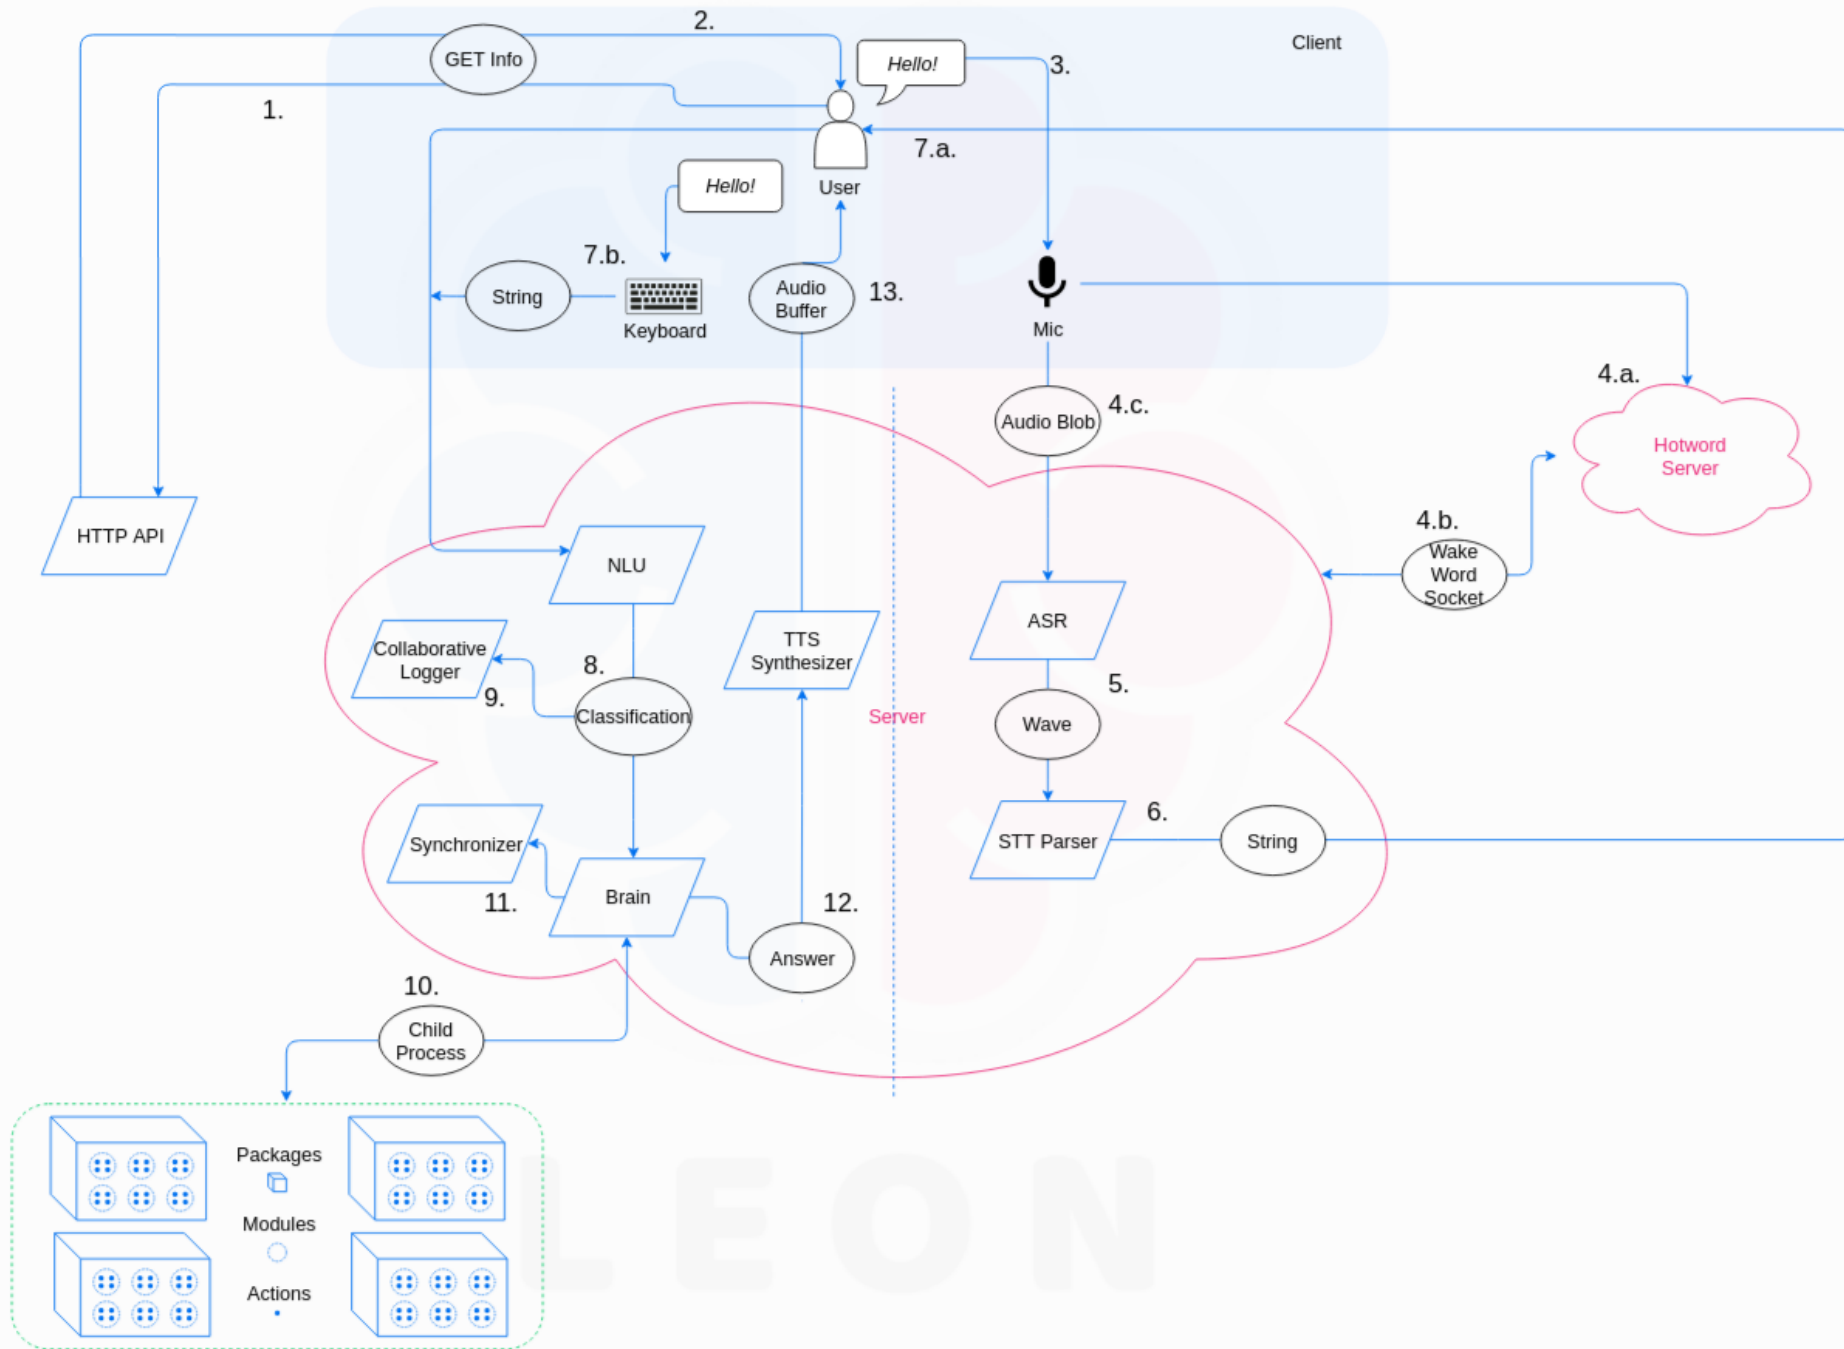 2.
Client
GET Info
Hello!
3.
1.
7.a.
Hello!
User
7.b.
String
Keyboard
Audio
Buffer
13.
Mic
4.a.
Audio Blob
4.c.
Hotword
Server
HTTP API
NLU
4.b.
Wake
Word
Socket
ASR
Collaborative
Logger
8.
TTS
Synthesizer
9.
5.
Classification
Server
Wave
6.
Synchronizer
STT Parser
String
11.
Brain
12.
Answer
10.
Child
Process
Packages
Modules
Actions
LEON